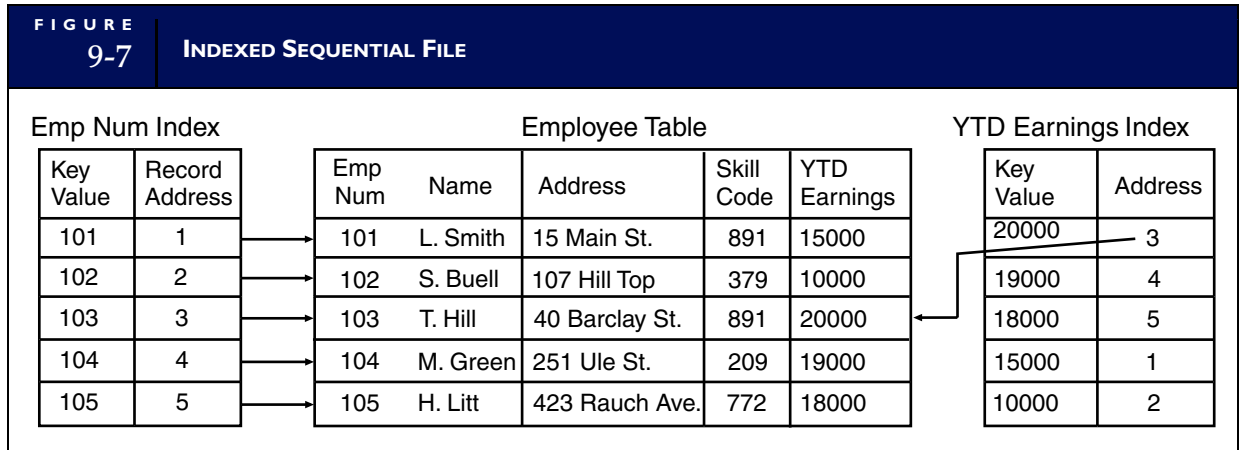 FIGURE
9-7
INDEXED SEQUENTIAL FILE
Emp Num Index
Key Value Record Address
101 1
102 2
103 3
104 4
105 5
Employee Table
Emp Num Name Address Skill Code YTD Earnings
101 L. Smith 15 Main St. 891 15000
102 S. Buell 107 Hill Top 379 10000
103 T. Hill 40 Barclay St. 891 20000
104 M. Green 251 Ule St. 209 19000
105 H. Litt 423 Rauch Ave. 772 18000
YTD Earnings Index
Key Value Address
20000 3
19000 4
18000 5
15000 1
10000 2